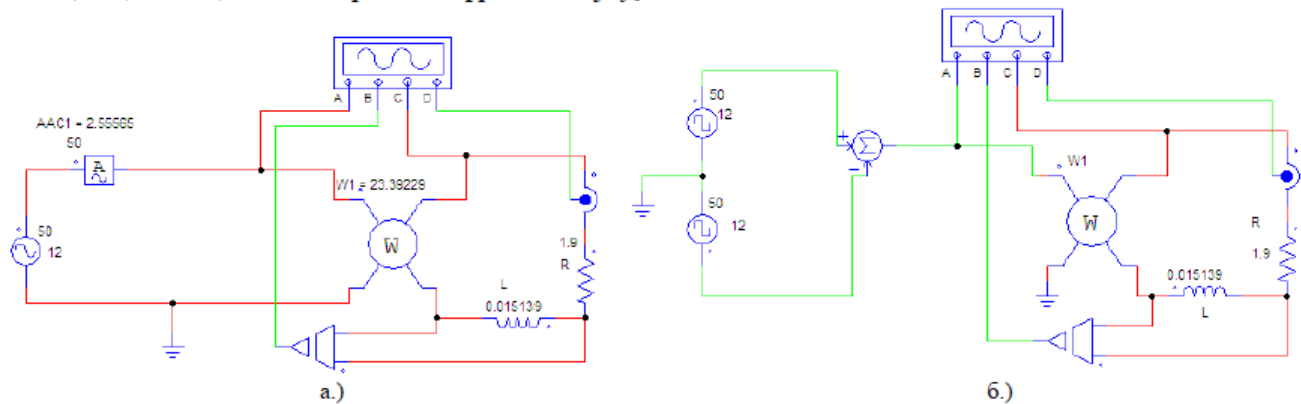 A B C D
AAC1 = 2.55565
50
A
50
12
W1 = 23.39229
W
1.9
R
L
0.015139
а.)
A B C D
50
12
50
12
Σ
+
-
W1
W
R
1.9
0.015139
L
б.)